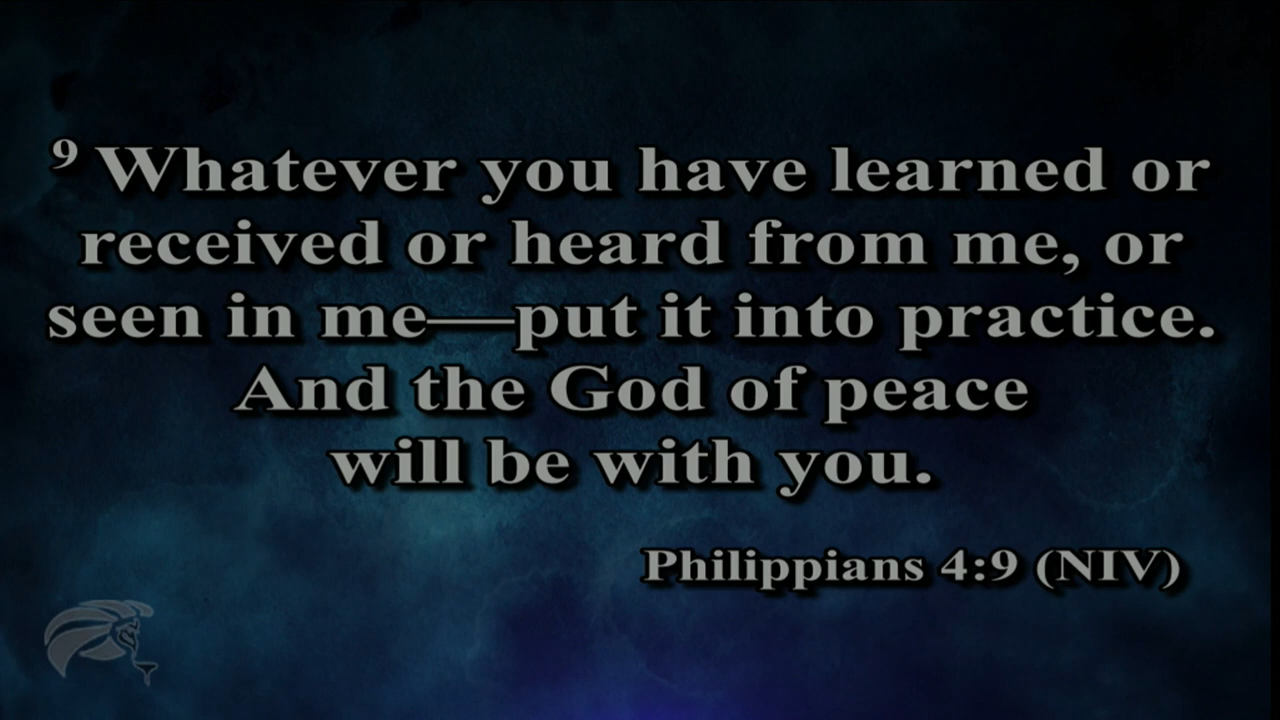 ⁹ Whatever you have learned or
received or heard from me, or
seen in me—put it into practice.
And the God of peace
will be with you.
Philippians 4:9 (NIV)